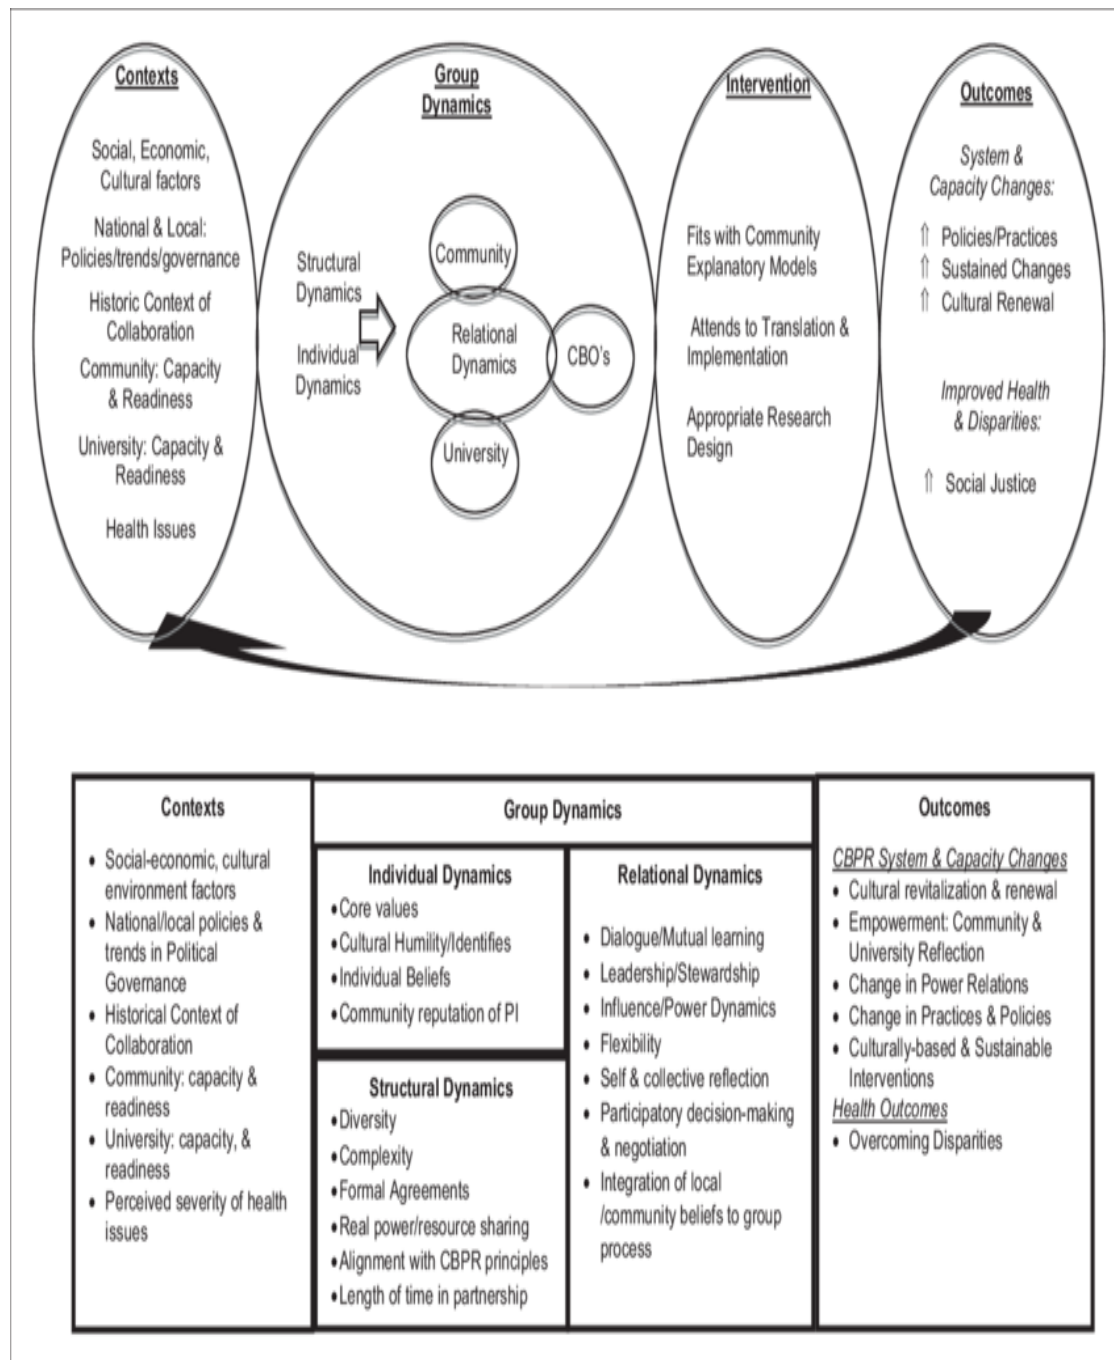 Contexts
Social, Economic,
Cultural factors
National & Local:
Policies/trends/governance
Historic Context of
Collaboration
Community: Capacity
& Readiness
University: Capacity &
Readiness
Health Issues
Group
Dynamics
Structural
Dynamics
Individual
Dynamics
Community
Relational
Dynamics
CBO's
University
Intervention
Fits with Community
Explanatory Models
Attends to Translation &
Implementation
Appropriate Research
Design
Outcomes
System &
Capacity Changes:
⇑ Policies/Practices
⇑ Sustained Changes
⇑ Cultural Renewal
Improved Health
& Disparities:
⇑ Social Justice
Contexts
• Social-economic, cultural
environment factors
• National/local policies &
trends in Political
Governance
• Historical Context of
Collaboration
• Community: capacity &
readiness
• University: capacity, &
readiness
• Perceived severity of health
issues
Group Dynamics
Individual Dynamics
• Core values
• Cultural Humility/Identifies
• Individual Beliefs
• Community reputation of PI
Structural Dynamics
• Diversity
• Complexity
• Formal Agreements
• Real power/resource sharing
• Alignment with CBPR principles
• Length of time in partnership
Relational Dynamics
• Dialogue/Mutual learning
• Leadership/Stewardship
• Influence/Power Dynamics
• Flexibility
• Self & collective reflection
• Participatory decision-making
& negotiation
• Integration of local
/community beliefs to group
process
Outcomes
CBPR System & Capacity Changes
• Cultural revitalization & renewal
• Empowerment: Community &
University Reflection
• Change in Power Relations
• Change in Practices & Policies
• Culturally-based & Sustainable
Interventions
Health Outcomes
• Overcoming Disparities